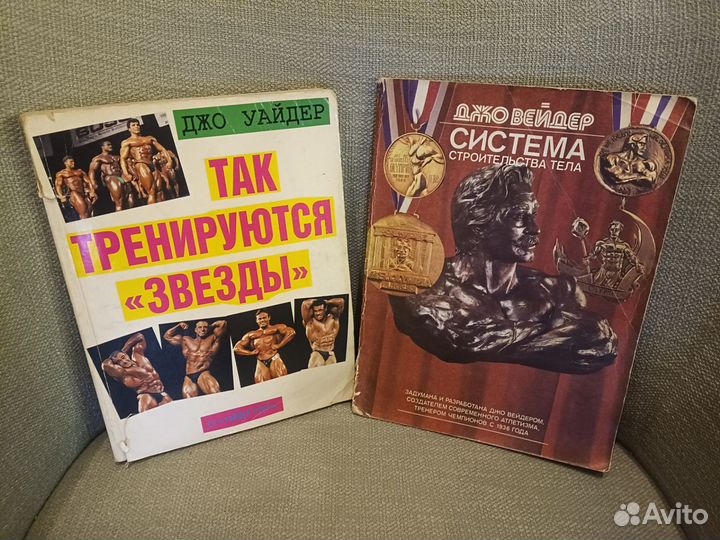 ДЖО УАЙДЕР
ТАК
ТРЕНИРУЮТСЯ
«ЗВЕЗДЫ»
ДЖО ВЕЙДЕР
СИСТЕМА
СТРОИТЕЛЬСТВА ТЕЛА
ЗАДУМАНА И РАЗРАБОТАНА ДЖО ВЕЙДЕРОМ,
СОЗДАТЕЛЕМ СОВРЕМЕННОГО АТЛЕТИЗМА,
ТРЕНЕРОМ ЧЕМПИОНОВ С 1936 ГОДА
Avito